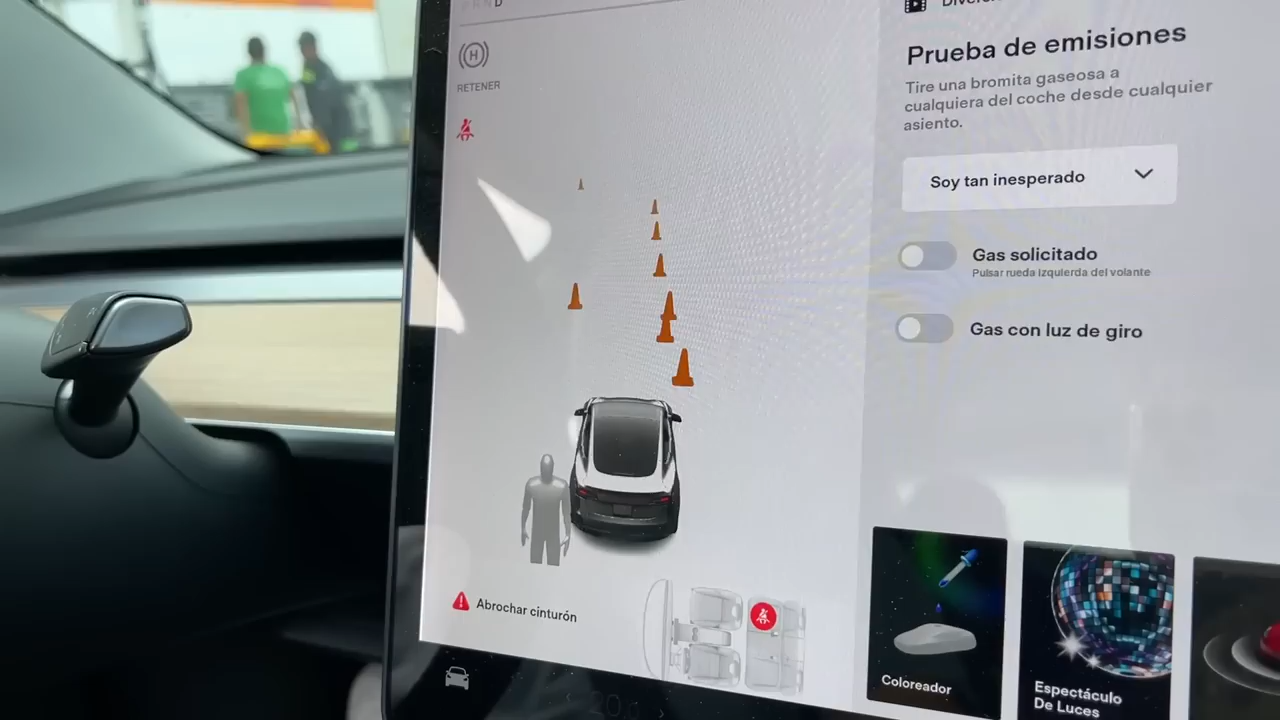 D
H
RETENER
Prueba de emisiones
Tire una bromita gaseosa a
cualquiera del coche desde cualquier
asiento.
Soy tan inesperado
Gas solicitado
Pulsar rueda izquierda del volante
Gas con luz de giro
Abrochar cinturón
Coloreador
Espectáculo
De Luces